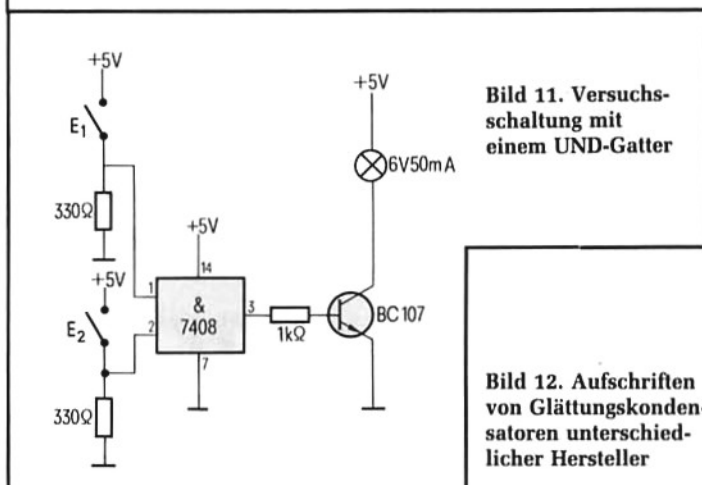 +5V
E1
330Ω
+5V
E2
330Ω
+5V
14
1
2
&
7408
3
7
1kΩ
+5V
6V50mA
BC107
Bild 11. Versuchs-
schaltung mit
einem UND-Gatter
Bild 12. Aufschriften
von Glättungskonden-
satoren unterschied-
licher Hersteller